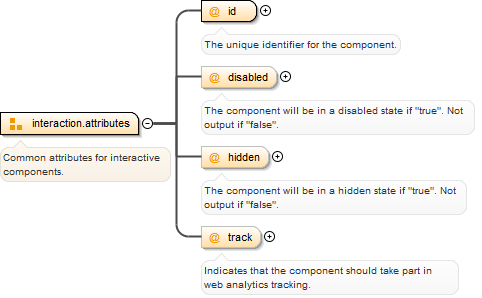 @ id
The unique identifier for the component.
@ disabled
The component will be in a disabled state if "true". Not
output if "false".
interaction.attributes
Common attributes for interactive
components.
@ hidden
The component will be in a hidden state if "true". Not
output if "false".
@ track
Indicates that the component should take part in
web analytics tracking.